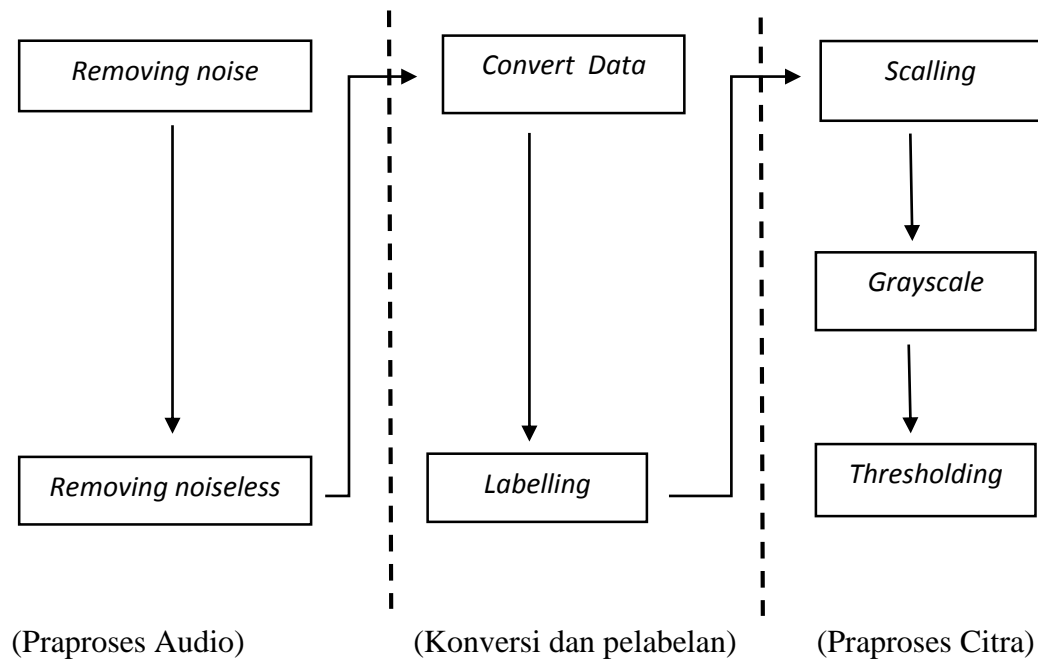 Removing noise
Removing noiseless
Convert Data
Labelling
Scalling
Grayscale
Thresholding
(Praproses Audio)
(Konversi dan pelabelan)
(Praproses Citra)